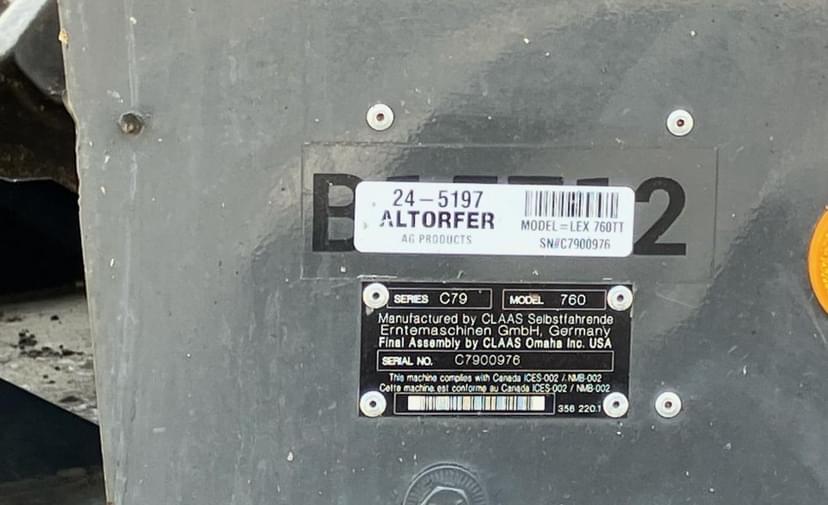 24-5197
ALTORFER
AG PRODUCTS
MODEL=LEX 760TT
SN#C7900976
SERIES C79 MODEL 760
Manufactured by CLAAS Selbstfahrende
Erntemaschinen GmbH, Germany
Final Assembly by CLAAS Omaha Inc. USA
SERIAL NO. C7900976
This machine complies with Canada ICES-002 / NMB-002
Cette machine est conforme au Canada ICES-002 / NMB-002
356 220.1